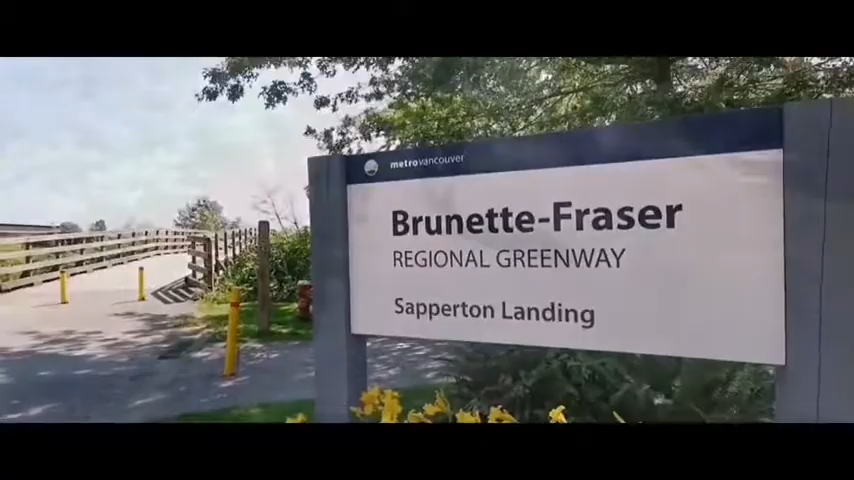 metrovancouver
Brunette-Fraser
REGIONAL GREENWAY
Sapperton Landing